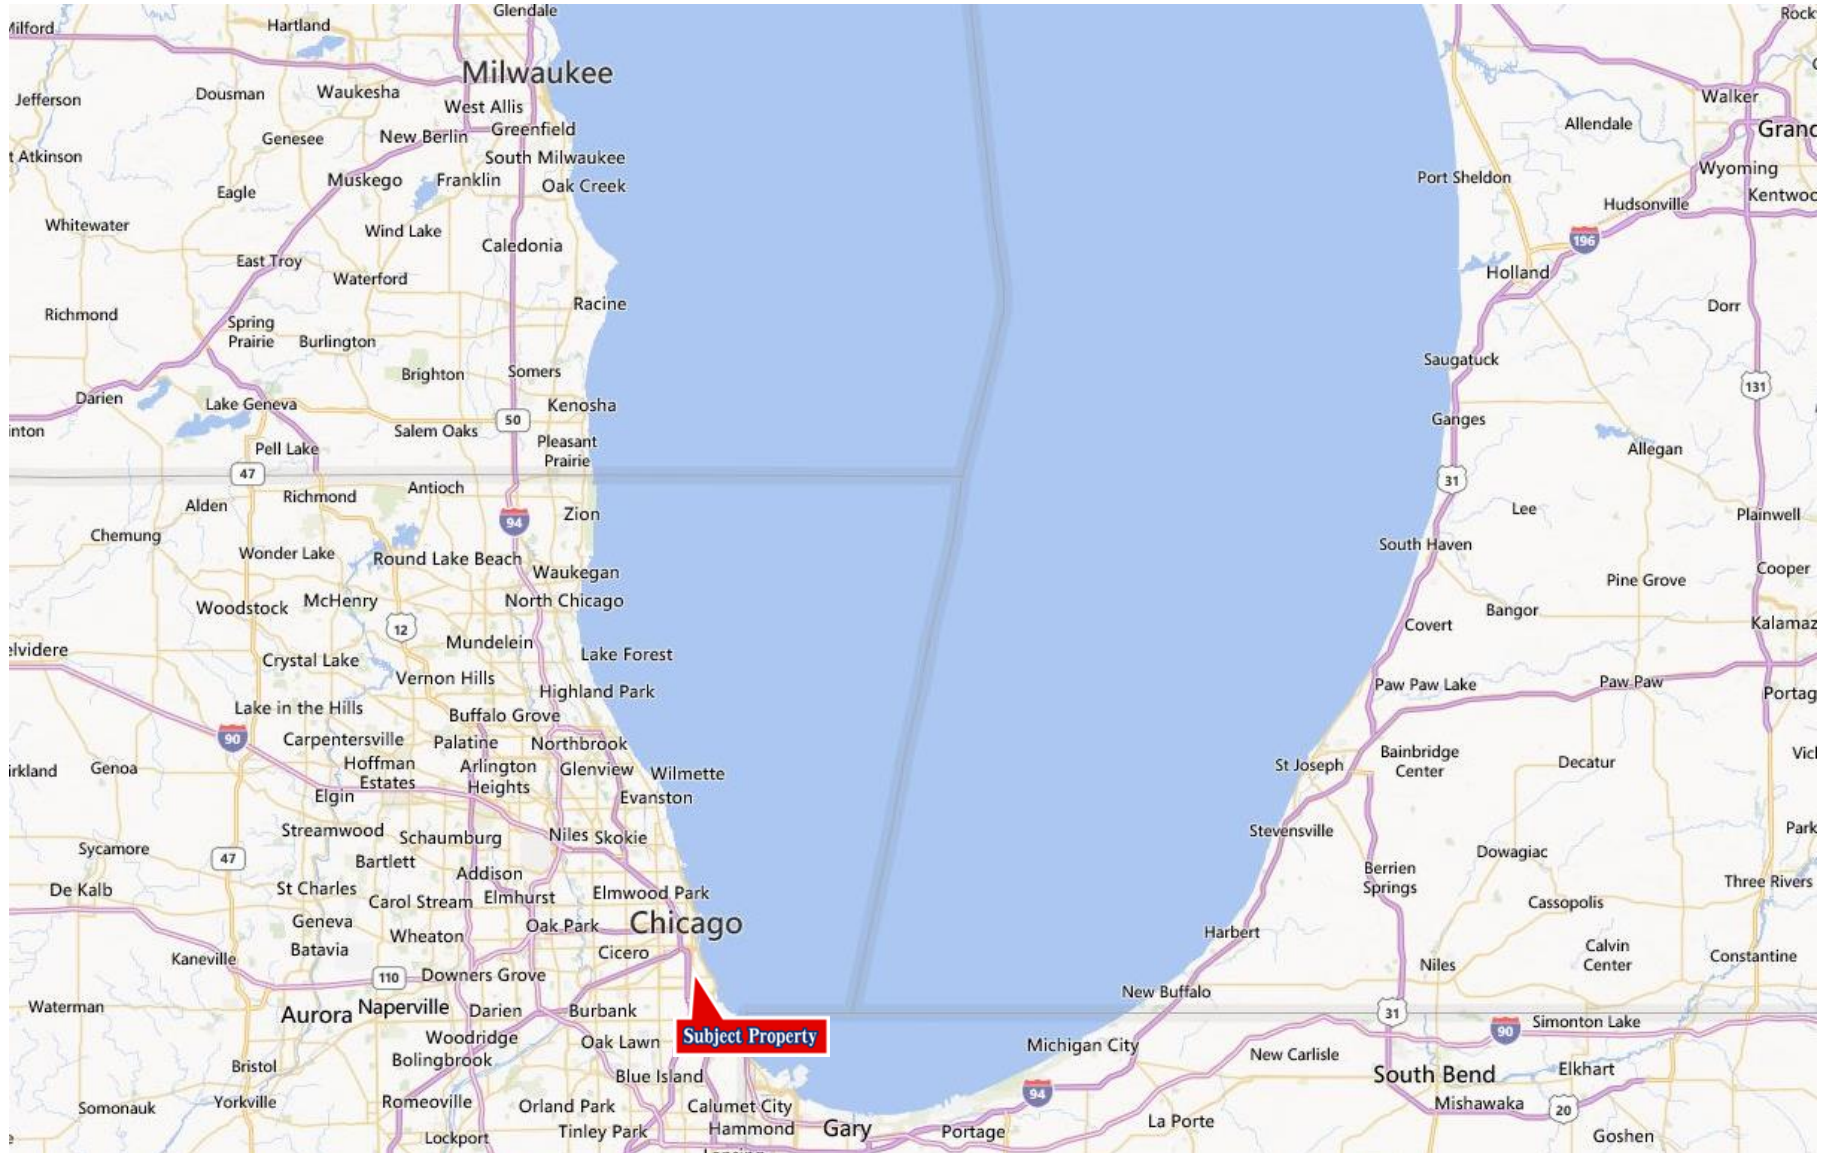 Glendale
Milford
Hartland
Rock
Milwaukee
Jefferson
Dousman
Waukesha
West Allis
Walker
Genesee
New Berlin
Greenfield
Allendale
Grand
t Atkinson
South Milwaukee
Muskego
Franklin
Oak Creek
Port Sheldon
Wyoming
Eagle
Hudsonville
Kentwoo
Whitewater
Wind Lake
Caledonia
196
East Troy
Waterford
Holland
Racine
Richmond
Dorr
Spring
Prairie
Burlington
Saugatuck
Brighton
Somers
131
Darien
Lake Geneva
Kenosha
50
Ganges
inton
Salem Oaks
Pleasant
Prairie
Pell Lake
Allegan
47
31
Antioch
Richmond
Alden
Lee
Zion
94
Plainwell
Chemung
South Haven
Wonder Lake
Round Lake Beach
Waukegan
Cooper
Pine Grove
Woodstock
McHenry
North Chicago
Bangor
12
Covert
Kalamaz
elvidere
Mundelein
Crystal Lake
Lake Forest
Vernon Hills
Paw Paw Lake
Paw Paw
Highland Park
Portag
Lake in the Hills
Buffalo Grove
90
Carpentersville
Palatine
Northbrook
Bainbridge
Center
Vicl
Hoffman
Estates
Arlington
Heights
Glenview
Wilmette
St Joseph
Decatur
irkland
Genoa
Elgin
Evanston
Streamwood
Schaumburg
Niles
Skokie
Stevensville
Park
Sycamore
47
Bartlett
Dowagiac
Addison
Berrien
Springs
Three Rivers
De Kalb
St Charles
Carol Stream
Elmhurst
Elmwood Park
Cassopolis
Geneva
Oak Park
Chicago
Harbert
Wheaton
Batavia
Calvin
Center
Kaneville
Cicero
Constantine
Niles
110
Downers Grove
New Buffalo
Waterman
Aurora
Naperville
Darien
Burbank
31
Simonton Lake
90
Subject Property
Woodridge
Oak Lawn
Michigan City
New Carlisle
Bolingbrook
Bristol
Blue Island
South Bend
Elkhart
94
Somonauk
Yorkville
Romeoville
Orland Park
Calumet City
Mishawaka
20
La Porte
Hammond
Gary
Portage
Tinley Park
Lockport
Goshen